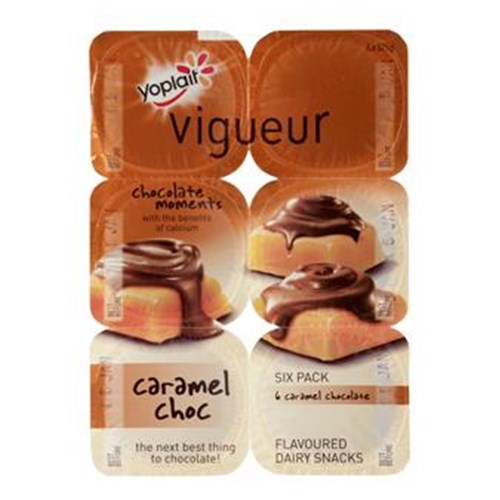 yoplait
vigueur
chocolate
moments
with the benefits
of calcium
caramel
choc
the next best thing
to chocolate!
SIX PACK
6 caramel chocolate
FLAVOURED
DAIRY SNACKS